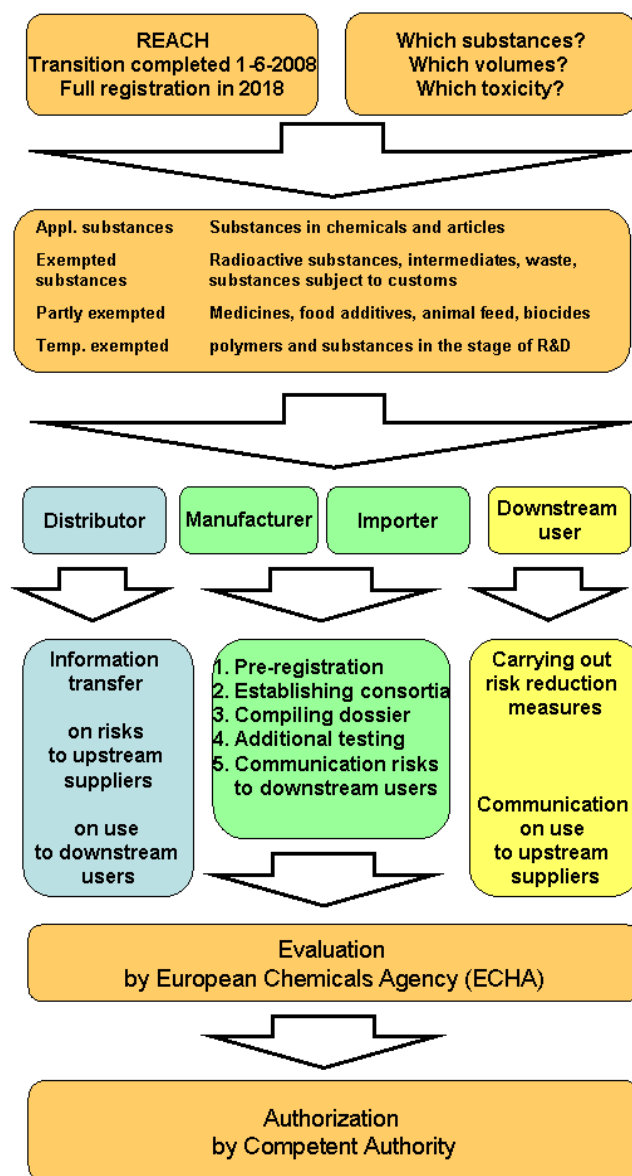 REACH
Transition completed 1-6-2008
Full registration in 2018
Which substances?
Which volumes?
Which toxicity?
Appl. substances Substances in chemicals and articles
Exempted Radioactive substances, intermediates, waste,
substances substances subject to customs
Partly exempted Medicines, food additives, animal feed, biocides
Temp. exempted polymers and substances in the stage of R&D
Distributor
Manufacturer
Importer
Downstream
user
Information
transfer
on risks
to upstream
suppliers
on use
to downstream
users
1. Pre-registration
2. Establishing consortia
3. Compiling dossier
4. Additional testing
5. Communication risks
to downstream users
Carrying out
risk reduction
measures
Communication
on use
to upstream
suppliers
Evaluation
by European Chemicals Agency (ECHA)
Authorization
by Competent Authority